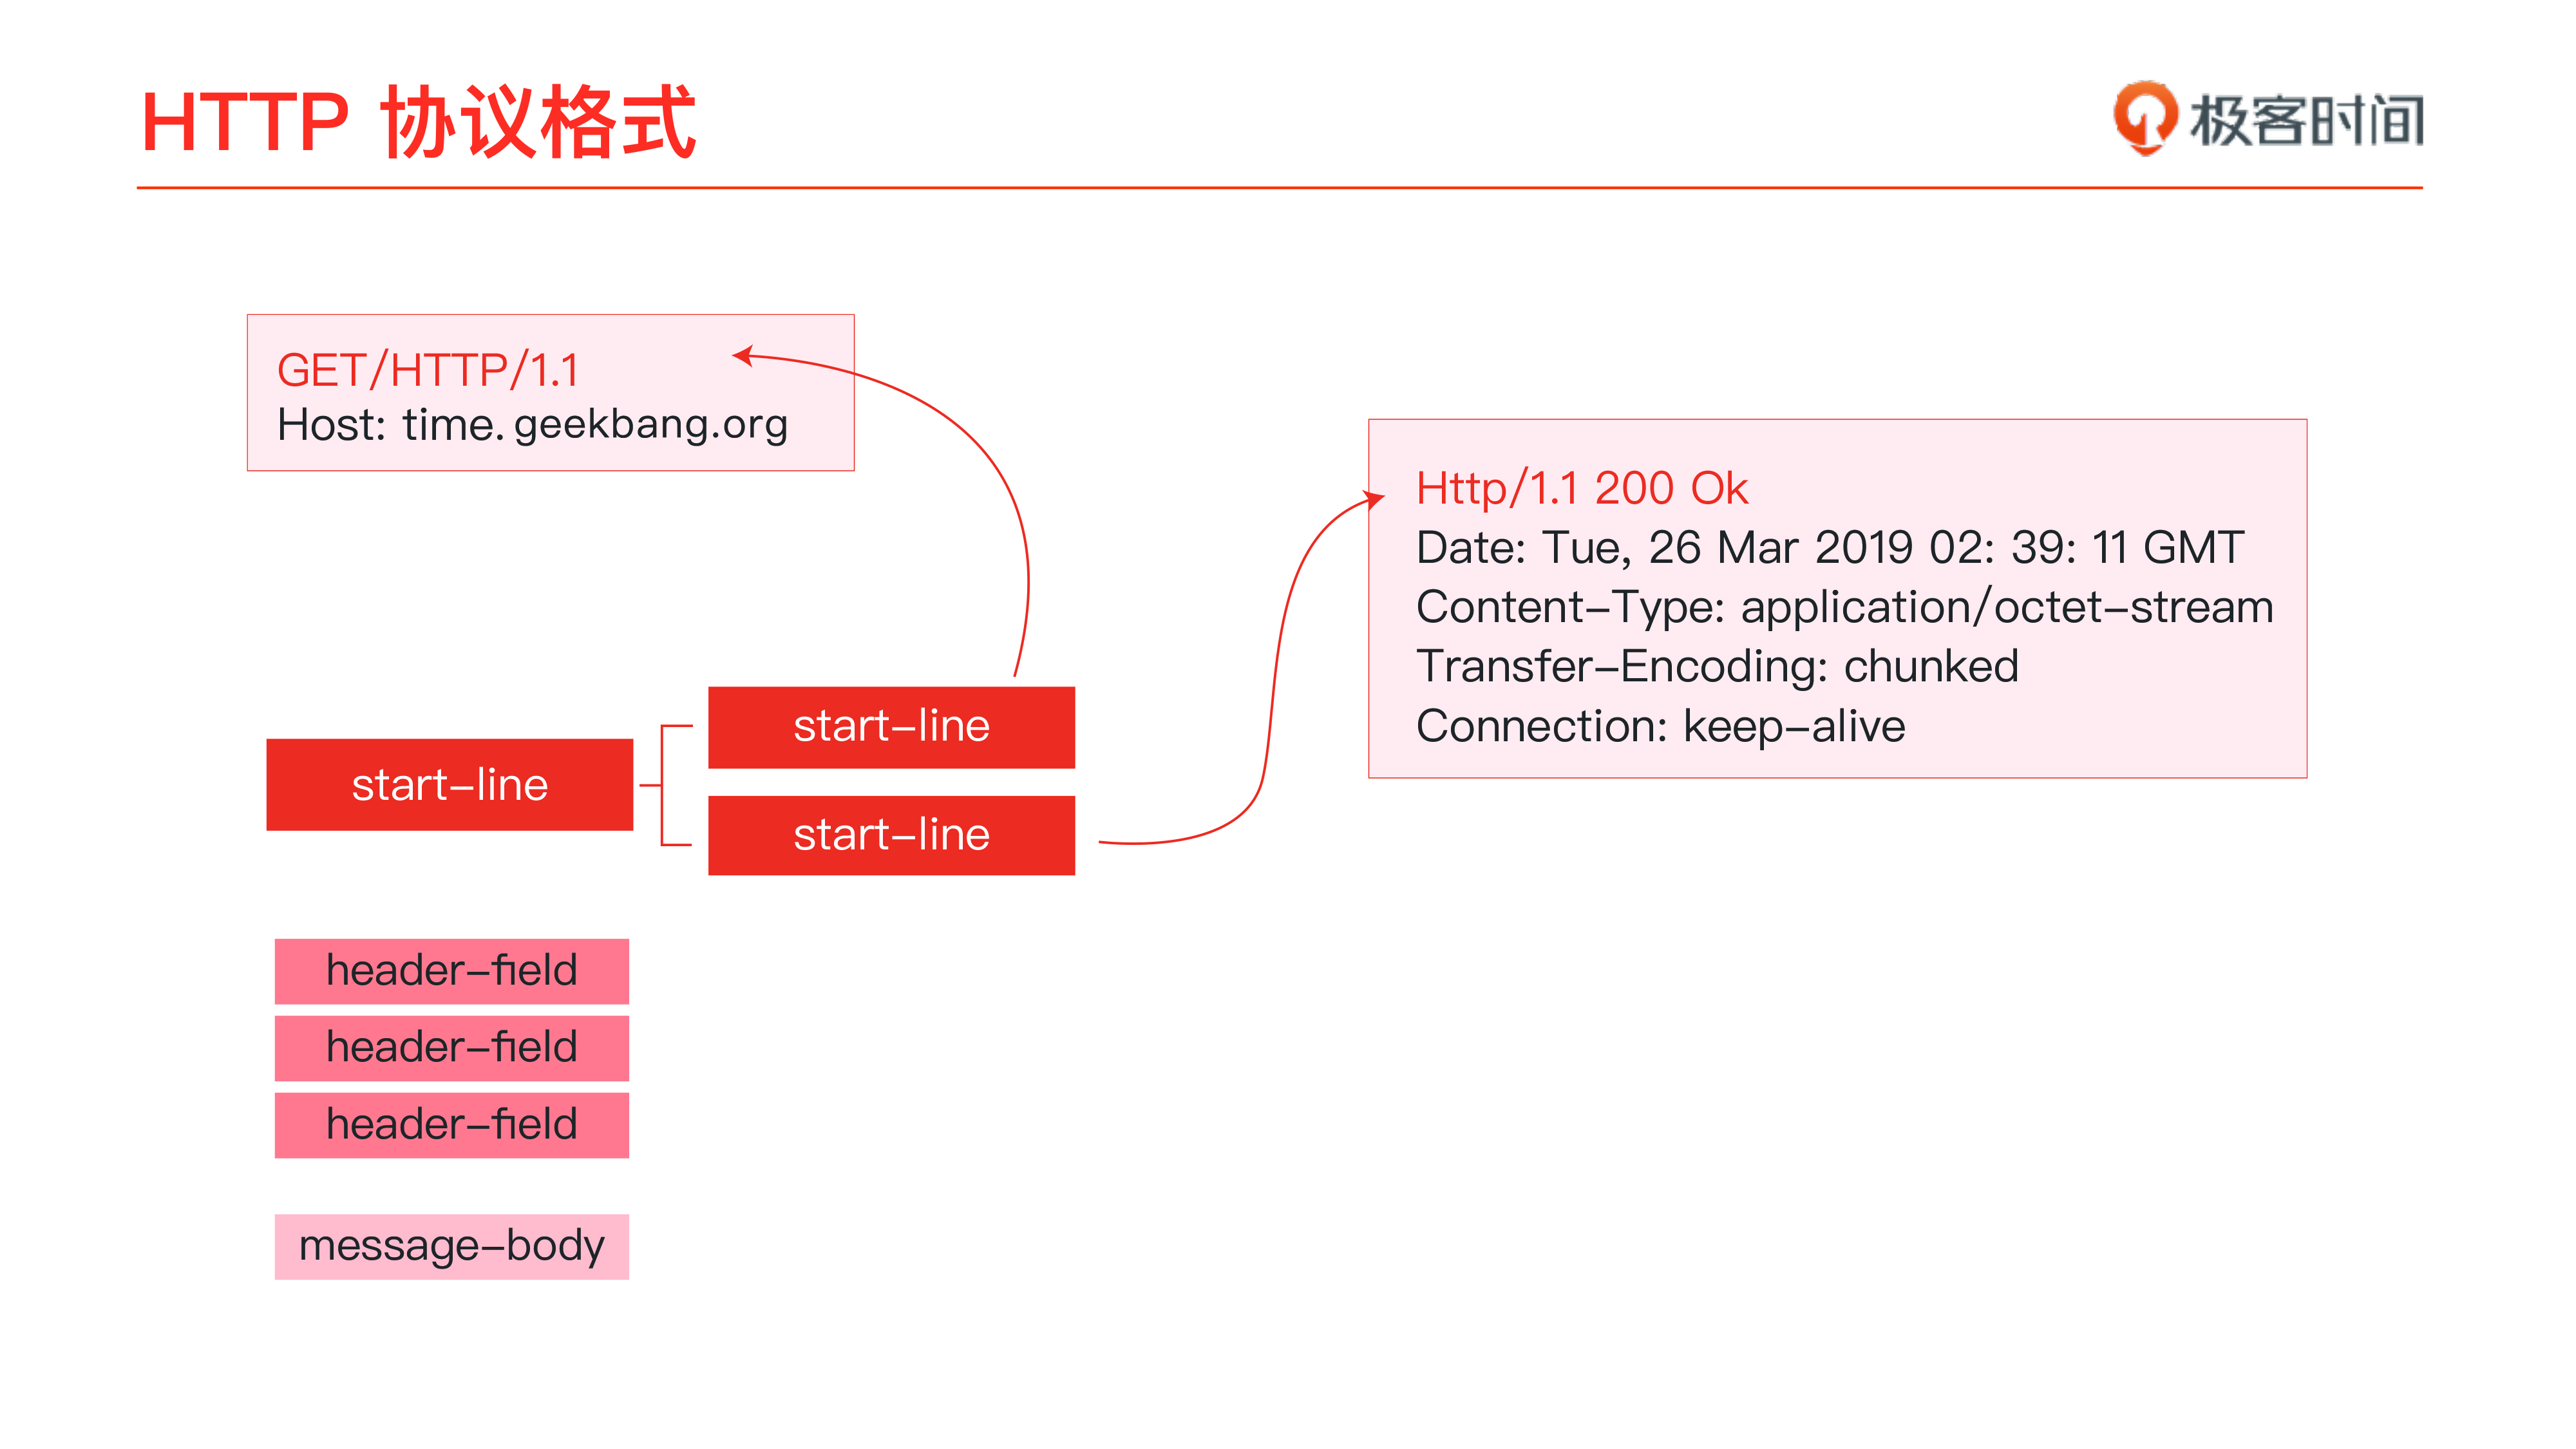 HTTP 协议格式
极客时间
GET/HTTP/1.1
Host: time. geekbang.org
Http/1.1 200 Ok
Date: Tue, 26 Mar 2019 02: 39: 11 GMT
Content-Type: application/octet-stream
Transfer-Encoding: chunked
Connection: keep-alive
start-line
start-line
start-line
header-field
header-field
header-field
message-body